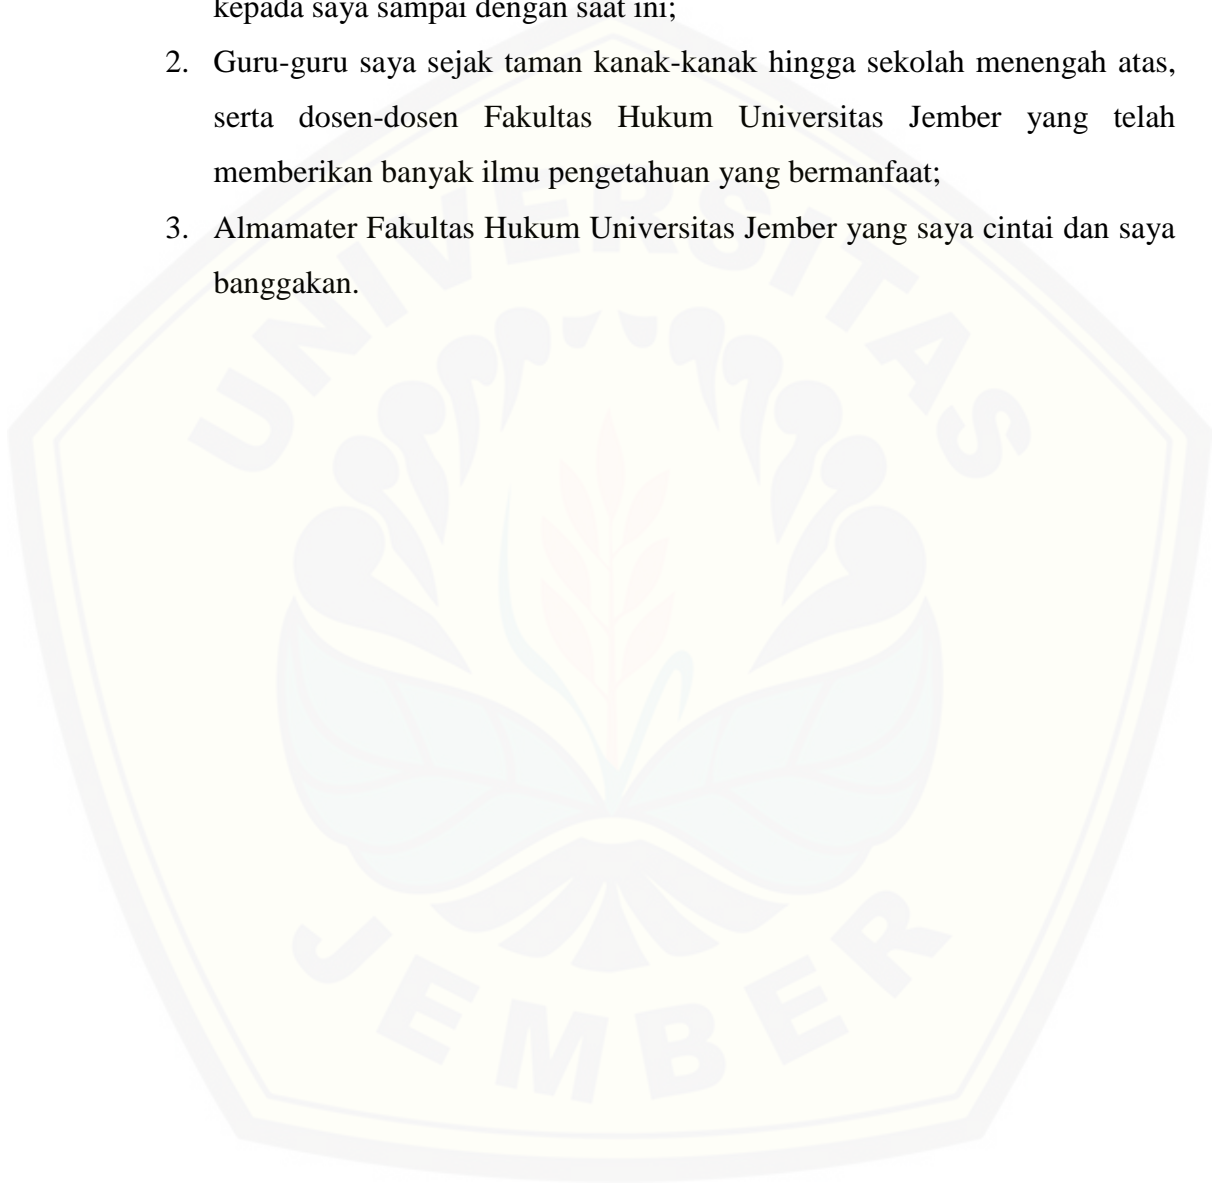 kepada saya sampai dengan saat ini;
2. Guru-guru saya sejak taman kanak-kanak hingga sekolah menengah atas,
serta dosen-dosen Fakultas Hukum Universitas Jember yang telah
memberikan banyak ilmu pengetahuan yang bermanfaat;
3. Almamater Fakultas Hukum Universitas Jember yang saya cintai dan saya
banggakan.
UNIVERSITAS
JEMBER